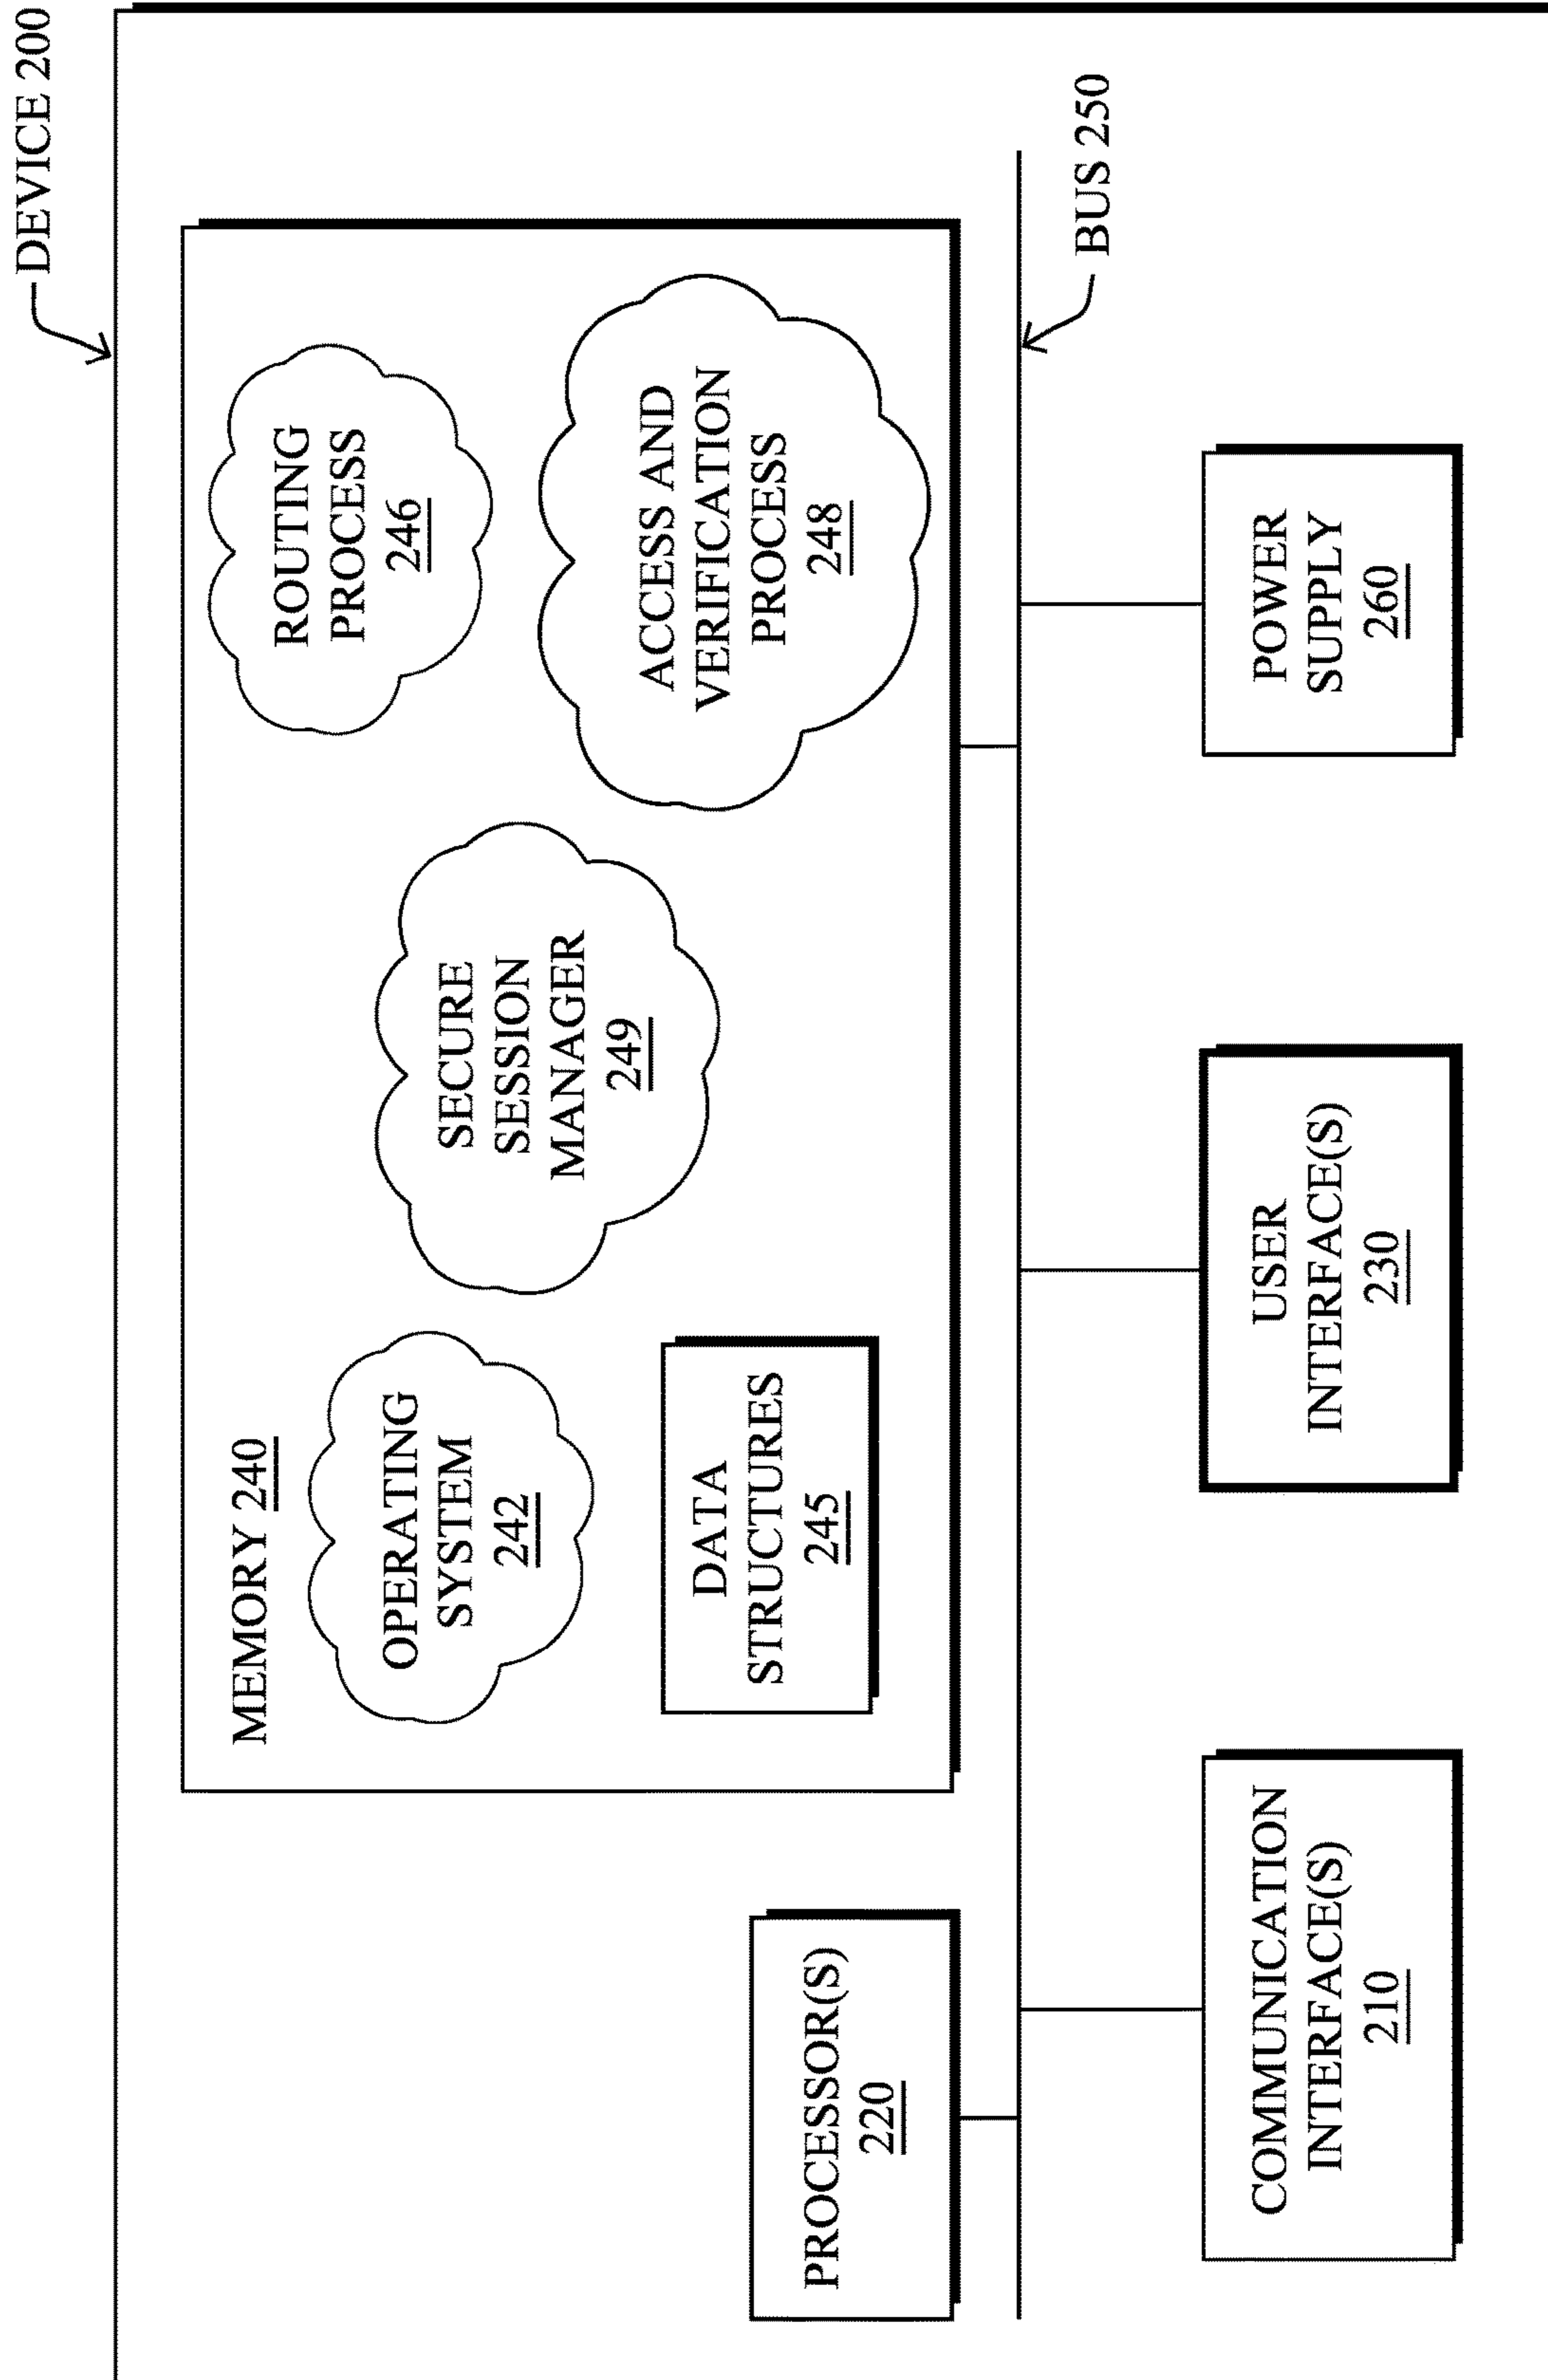 DEVICE 200
MEMORY 240
OPERATING
SYSTEM
242
DATA
STRUCTURES
245
SECURE
SESSION
MANAGER
249
ROUTING
PROCESS
246
ACCESS AND
VERIFICATION
PROCESS
248
PROCESSOR(S)
220
BUS 250
COMMUNICATION
INTERFACE(S)
210
USER
INTERFACE(S)
230
POWER
SUPPLY
260